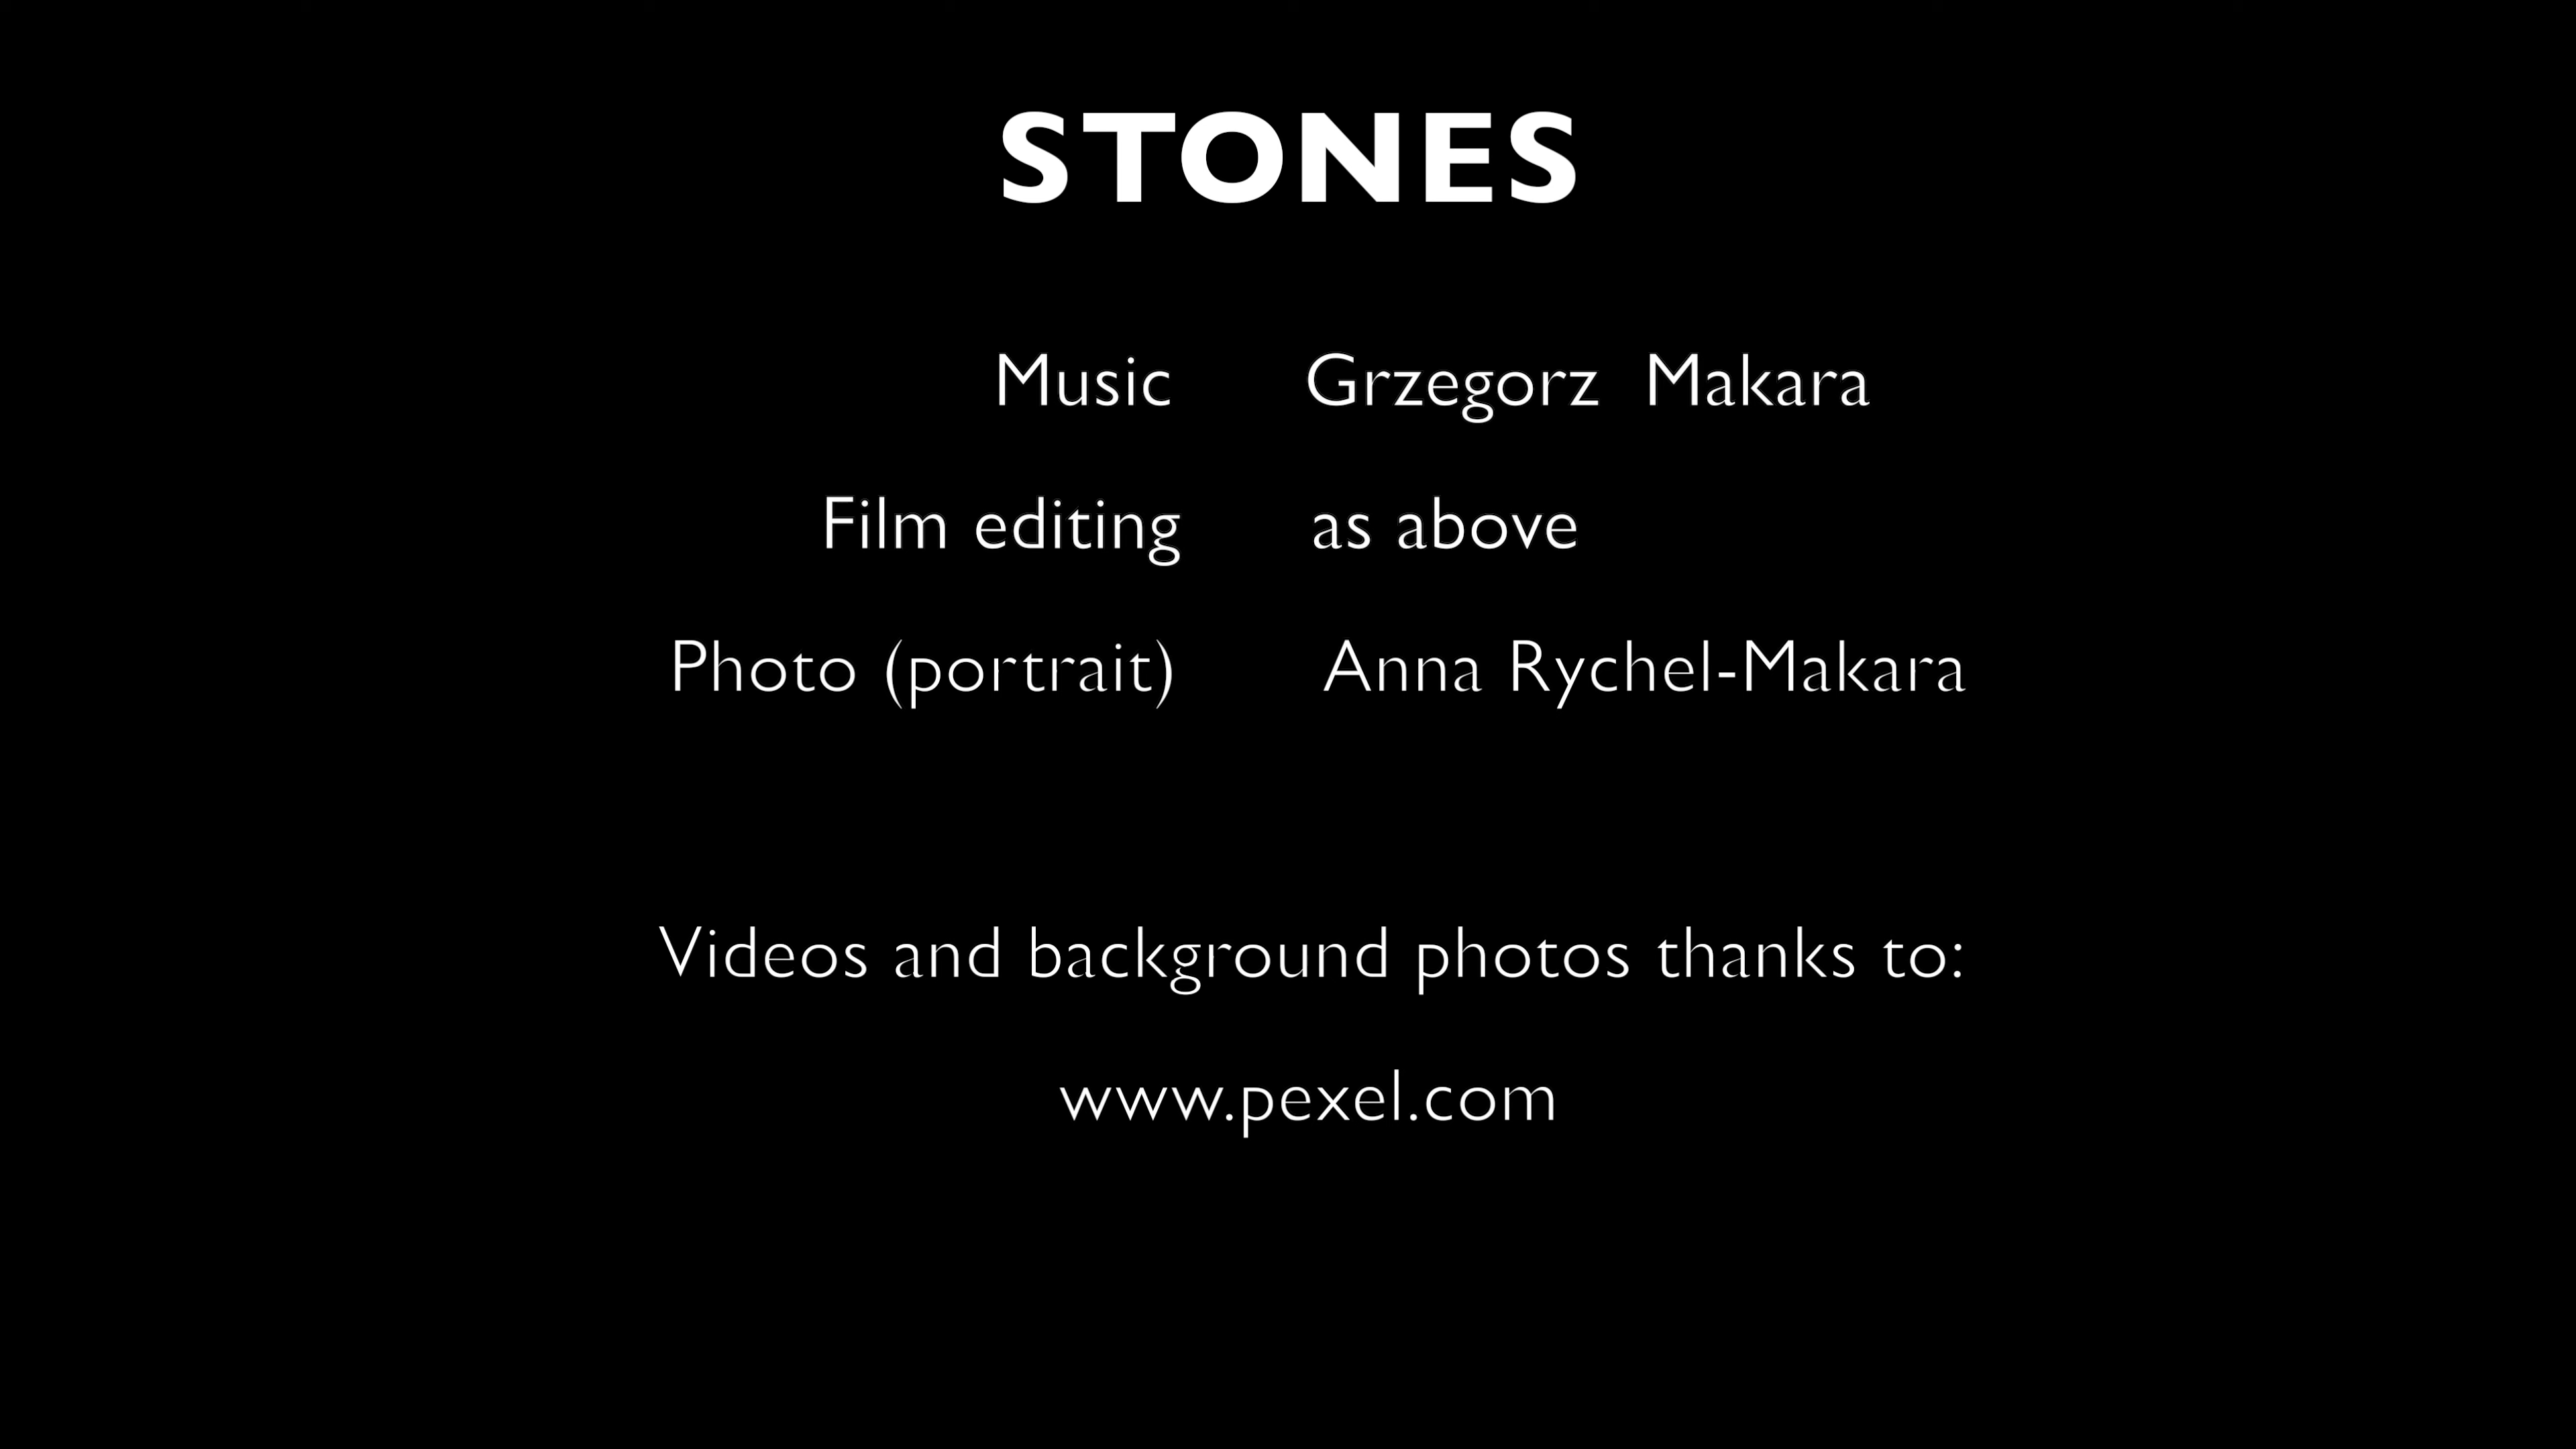 STONES
Music Grzegorz Makara
Film editing as above
Photo (portrait) Anna Rychel-Makara
Videos and background photos thanks to:
www.pexel.com